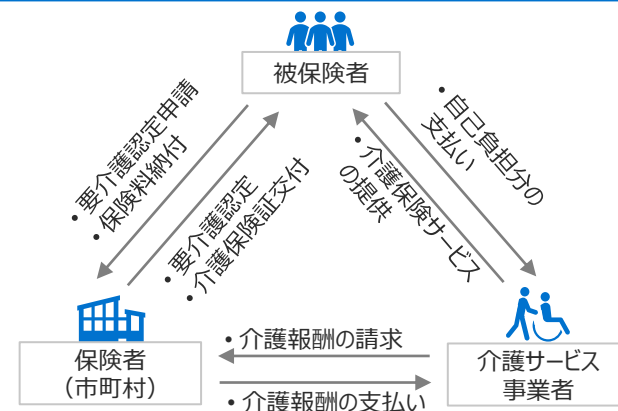 被保険者
• 要介護認定申請
• 保険料納付
• 要介護認定
• 介護保険証交付
• 自己負担分の
支払い
• 介護保険サービス
の提供
保険者
（市町村）
• 介護報酬の請求
• 介護報酬の支払い
介護サービス
事業者